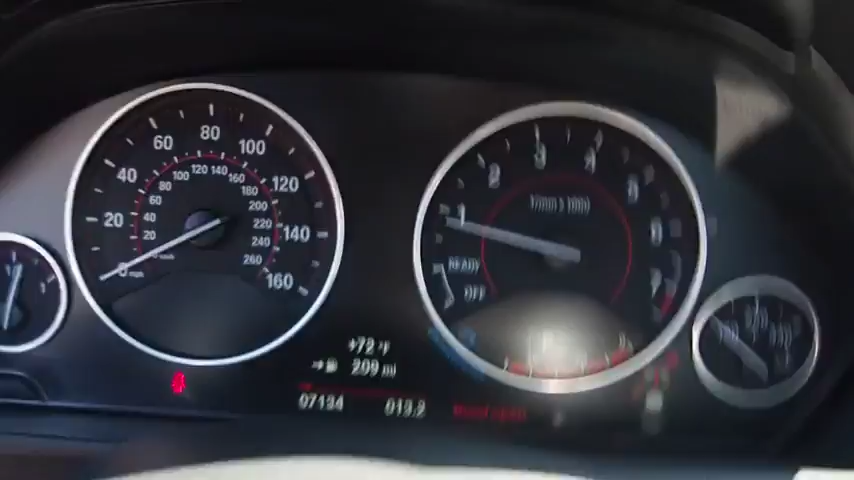 20 40 60 80 100 120 140 160
0 mph
20 40 60 80 100 120 140 160 180 200 220 240 260
km/h
1 2 3 4 5 6 7
1/min x 1000
READY
OFF
+72 °F
209 mi
07134
013.2